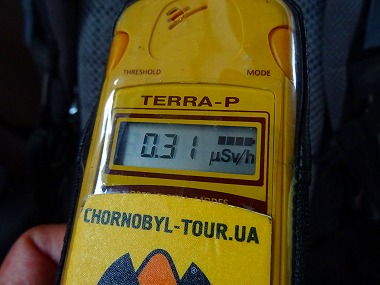 THRESHOLD MODE
TERRA-P
0.31 µSv/h
CHORNOBYL-TOUR.UA